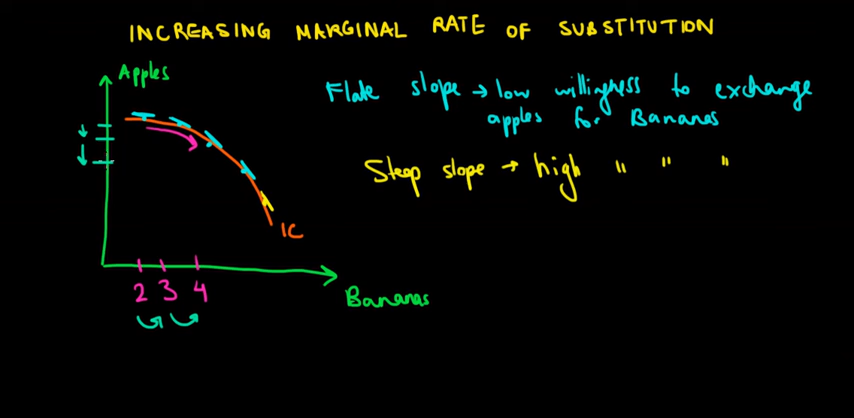 INCREASING MARGINAL RATE OF SUBSTITUTION
Apples
Flate slope → low willigness to exchange
apples for Bananas
Steep slope → high " " "
IC
2 3 4
Bananas